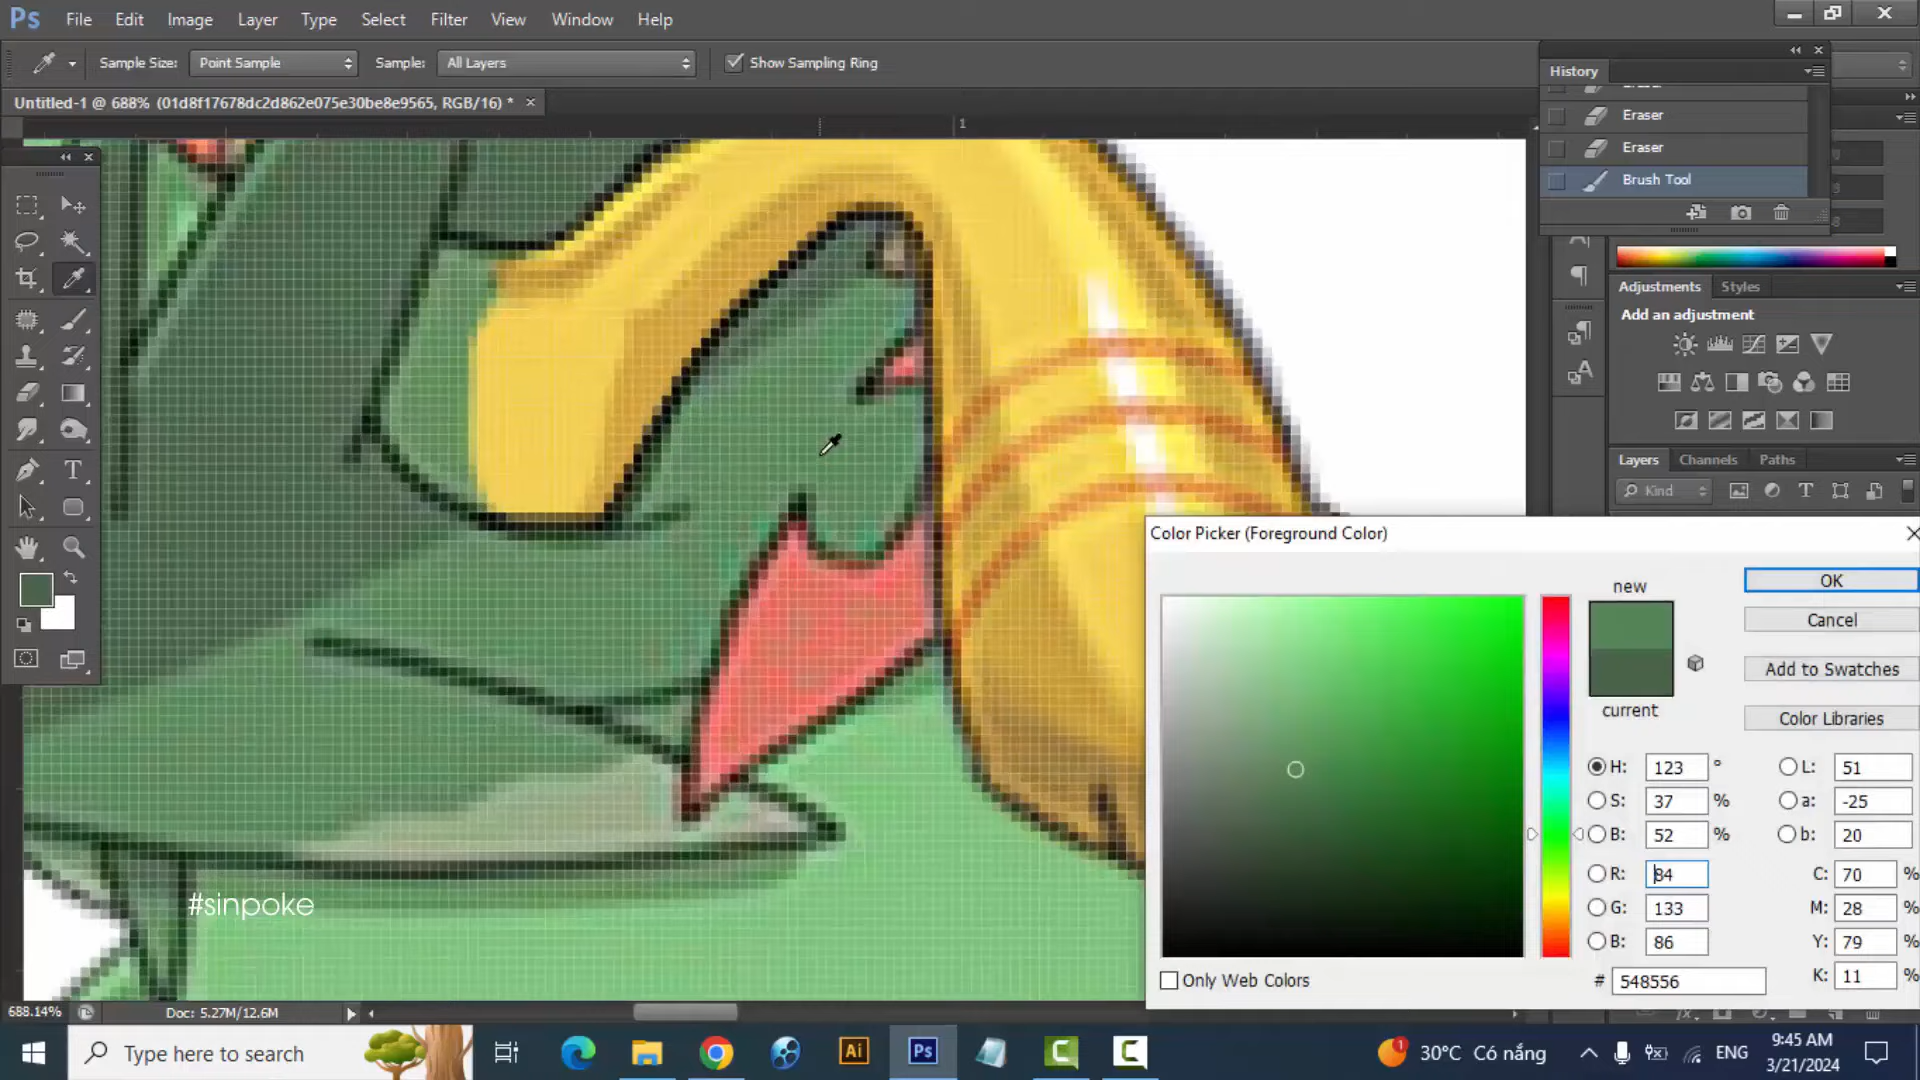 Ps File Edit Image Layer Type Select Filter View Window Help
Sample Size: Point Sample Sample: All Layers Show Sampling Ring
Untitled-1 @ 688% (01d8f17678dc2d862e075e30be8e9565, RGB/16) * ×
1
History
Eraser
Eraser
Brush Tool
Adjustments Styles
Add an adjustment
Layers Channels Paths
Kind
Color Picker (Foreground Color)
new
current
OK
Cancel
Add to Swatches
Color Libraries
H: 123 °
S: 37 %
B: 52 %
R: 84
G: 133
B: 86
L: 51
a: -25
b: 20
C: 70 %
M: 28 %
Y: 79 %
K: 11 %
Only Web Colors
# 548556
#sinpoke
688.14% Doc: 5.27M/12.6M
Type here to search
Ai
Ps
1
30°C Có nắng
ENG
9:45 AM
3/21/2024